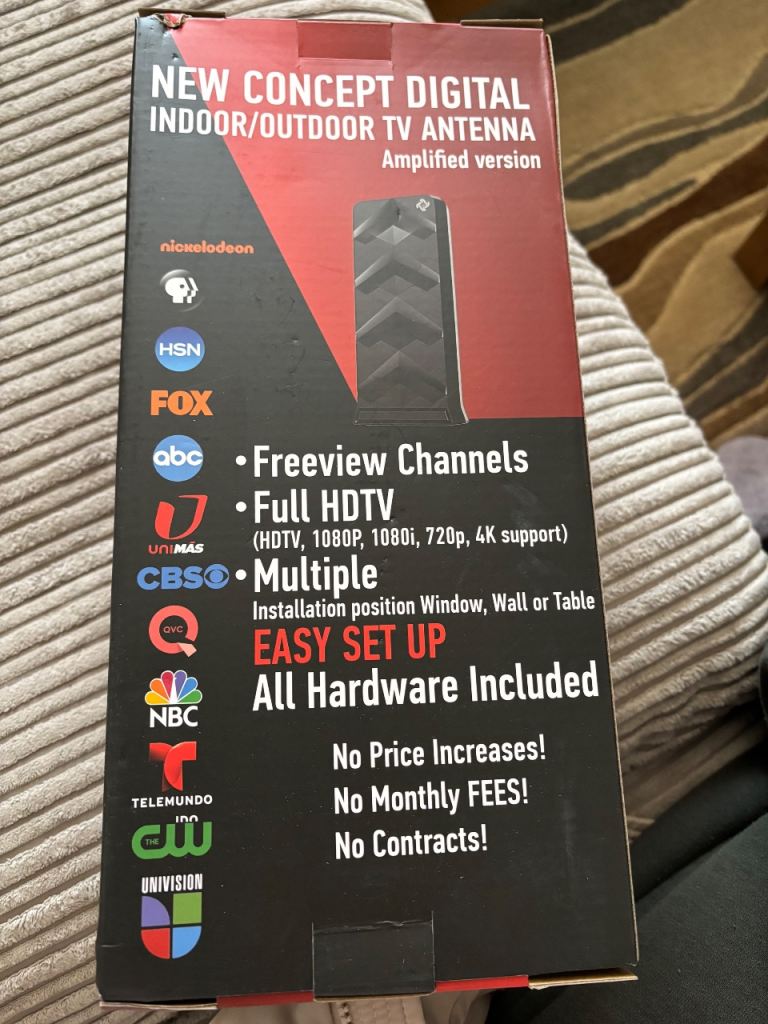 NEW CONCEPT DIGITAL
INDOOR/OUTDOOR TV ANTENNA
Amplified version
nickelodeon
HSN
FOX
abc
UNIMÁS
CBS
QVC
NBC
TELEMUNDO
THE CW
UNIVISION
• Freeview Channels
• Full HDTV
(HDTV, 1080P, 1080i, 720p, 4K support)
• Multiple
Installation position Window, Wall or Table
EASY SET UP
All Hardware Included
No Price Increases!
No Monthly FEES!
No Contracts!